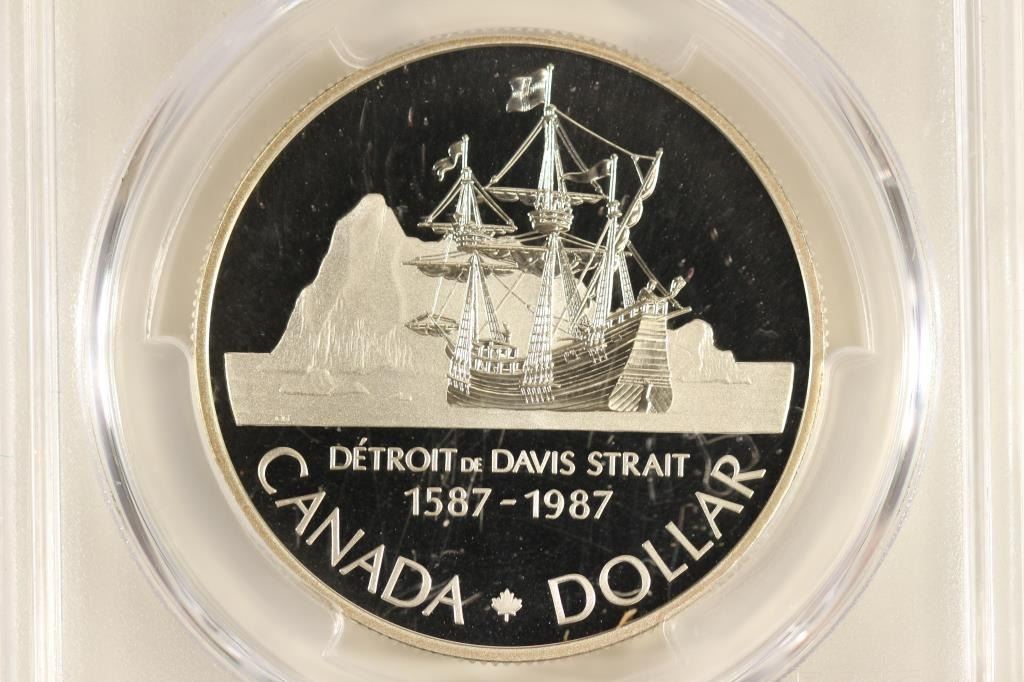 DÉTROIT DE DAVIS STRAIT
1587-1987
CANADA DOLLAR